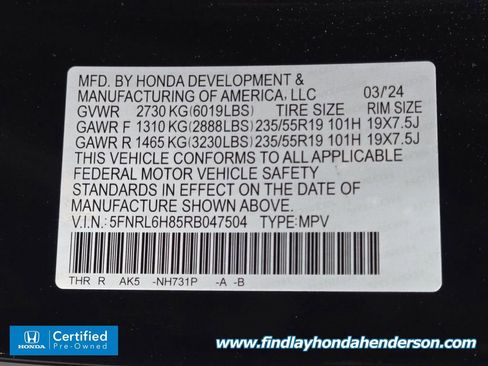 MFD. BY HONDA DEVELOPMENT &
MANUFACTURING OF AMERICA, LLC 03/'24
GVWR 2730 KG(6019LBS) TIRE SIZE RIM SIZE
GAWR F 1310 KG(2888LBS) 235/55R19 101H 19X7.5J
GAWR R 1465 KG(3230LBS) 235/55R19 101H 19X7.5J
THIS VEHICLE CONFORMS TO ALL APPLICABLE
FEDERAL MOTOR VEHICLE SAFETY
STANDARDS IN EFFECT ON THE DATE OF
MANUFACTURE SHOWN ABOVE.
V.I.N.: 5FNRL6H85RB047504 TYPE: MPV
THR R AK5 -NH731P -A -B
HONDA
Certified
Pre-Owned
www.findlayhondahenderson.com